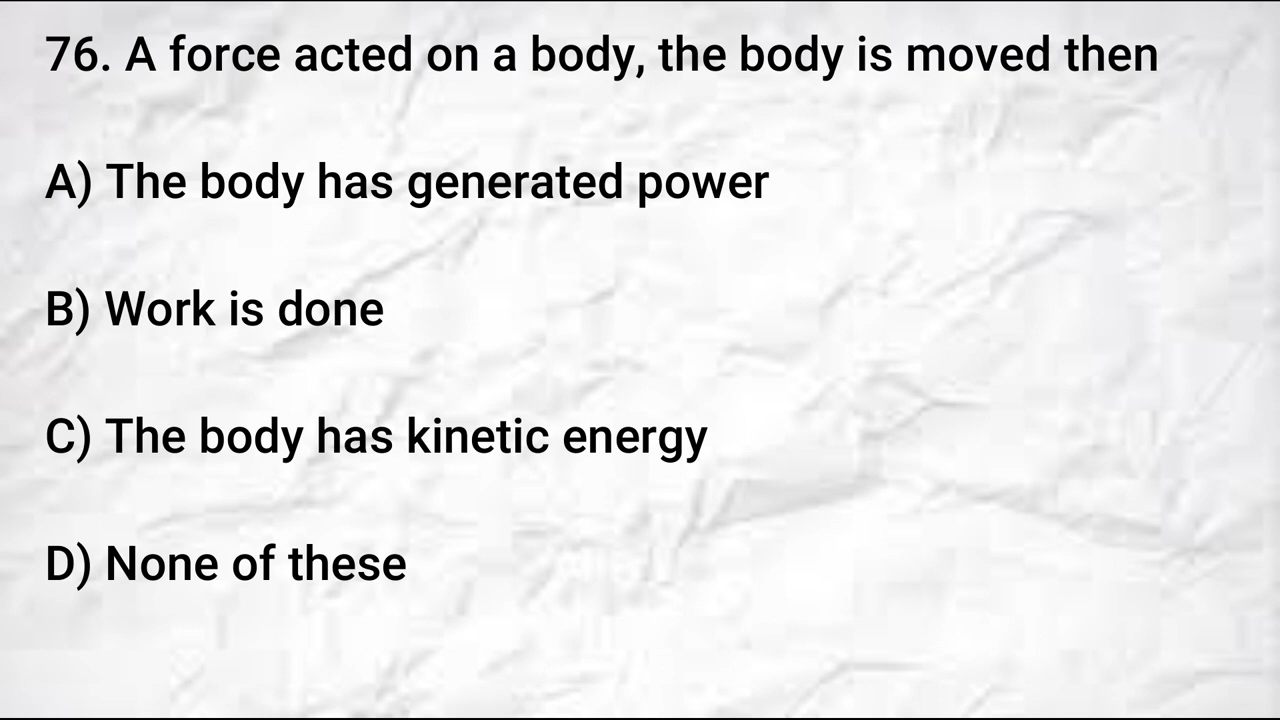 76. A force acted on a body, the body is moved then
A) The body has generated power
B) Work is done
C) The body has kinetic energy
D) None of these